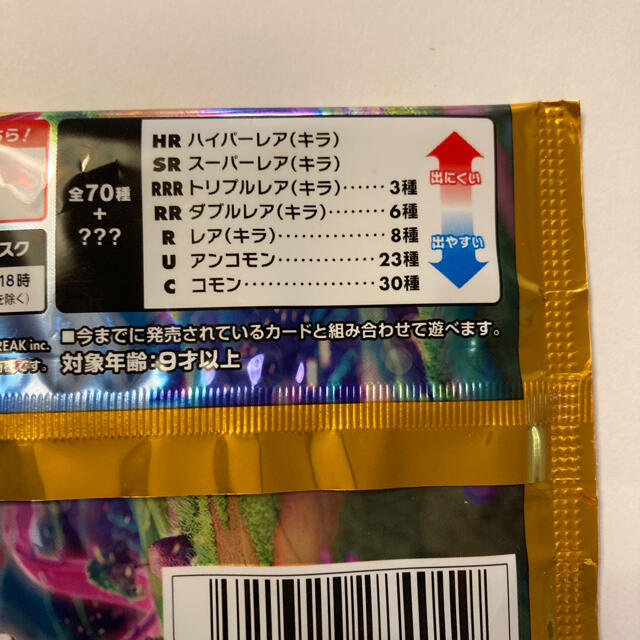 ちら!
全70種
+
???
HR ハイパーレア(キラ)
SR スーパーレア(キラ)
RRR トリプルレア(キラ)……3種
RR ダブルレア(キラ)………6種
R レア(キラ)……………8種
U アンコモン……………23種
C コモン…………………30種
出にくい
出やすい
スク
18時
を除く)
■今までに発売されているカードと組み合わせて遊べます。
REAK inc.
対象年齢:9才以上